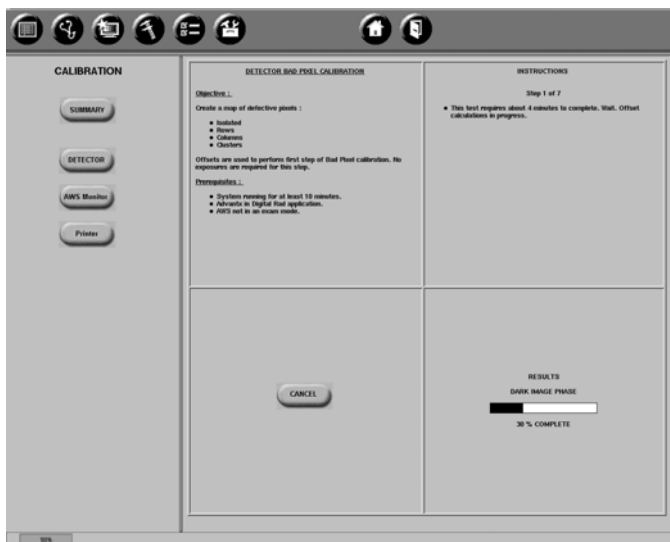 CALIBRATION
SUMMARY
DETECTOR
AWS Monitor
Printer
DETECTOR BAD PIXEL CALIBRATION
Objective :
Create a map of defective pixels :
Isolated
Rows
Columns
Clusters
Offsets are used to perform first step of Bad Pixel calibration. No
exposures are required for this step.
Prerequisites :
System running for at least 10 minutes.
Advantx in Digital Rad application.
AWS not in an exam mode.
INSTRUCTIONS
Step 1 of 7
This test requires about 4 minutes to complete. Wait. Offset
calculations in progress.
CANCEL
RESULTS
DARK IMAGE PHASE
30 % COMPLETE